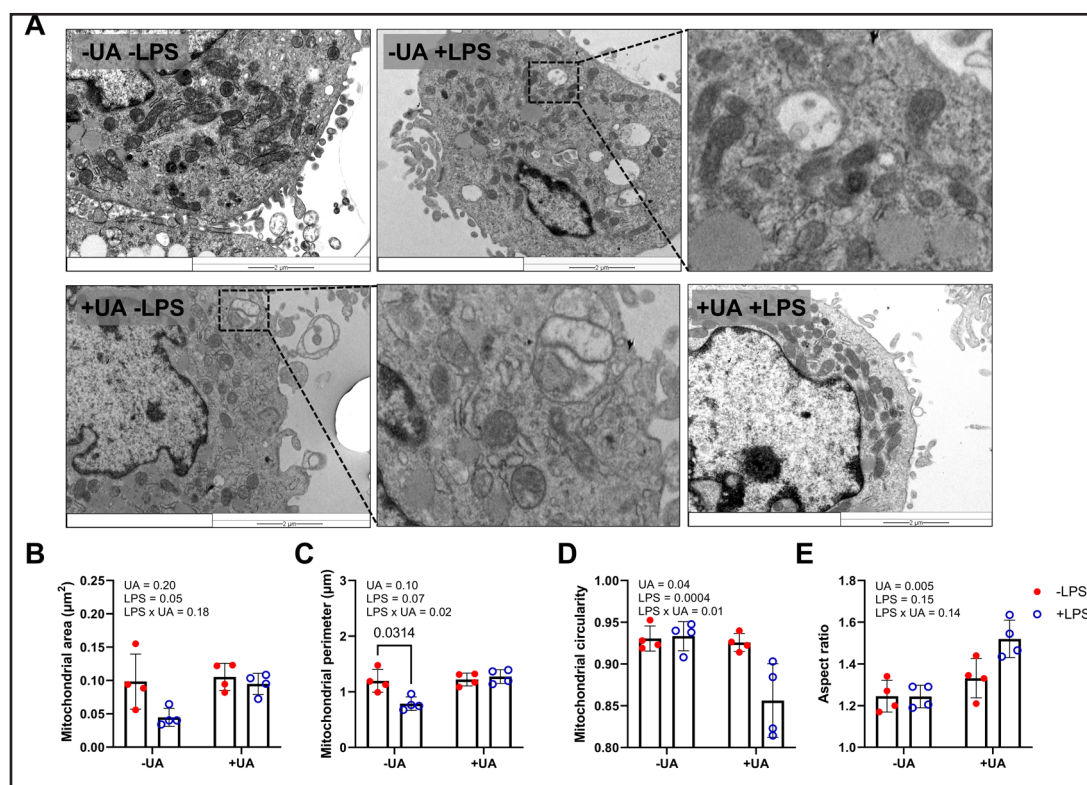 A
-UA -LPS
-UA +LPS
2 μm
2 μm
+UA -LPS
+UA +LPS
2 μm
2 μm
B
C
D
E
Mitochondrial area (μm²)
0.25
0.20
0.15
0.10
0.05
0.00
UA = 0.20
LPS = 0.05
LPS x UA = 0.18
-UA
+UA
Mitochondrial perimeter (μm)
3
2
1
0
UA = 0.10
LPS = 0.07
LPS x UA = 0.02
0.0314
-UA
+UA
Mitochondrial circularity
1.00
0.95
0.90
0.85
0.80
UA = 0.04
LPS = 0.0004
LPS x UA = 0.01
-UA
+UA
Aspect ratio
1.8
1.6
1.4
1.2
1.0
UA = 0.005
LPS = 0.15
LPS x UA = 0.14
-UA
+UA
-LPS
+LPS